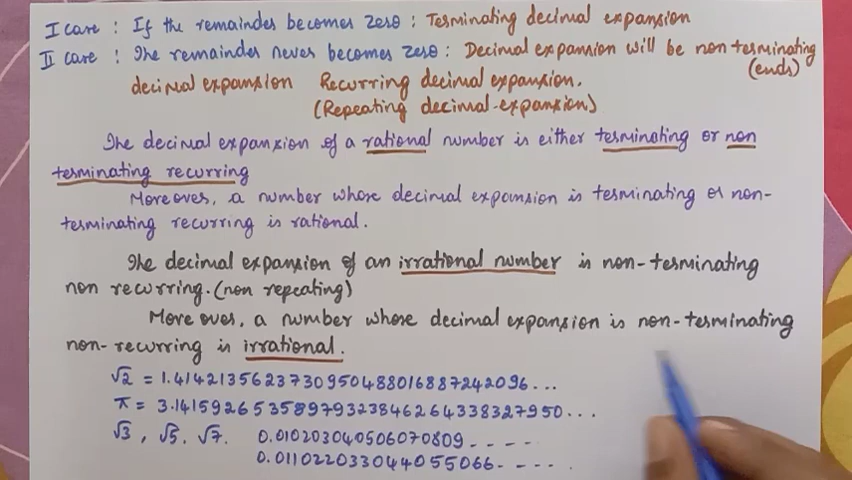 I case : If the remainder becomes zero : Terminating decimal expansion
II case : The remainder never becomes zero : Decimal expansion will be non terminating
(ends)
decimal expansion Recurring decimal expansion.
(Repeating decimal expansion)
The decimal expansion of a rational number is either terminating or non
terminating recurring
Moreover, a number whose decimal expansion is terminating or non-
terminating recurring is rational.
The decimal expansion of an irrational number is non-terminating
non recurring. (non repeating)
Moreover, a number whose decimal expansion is non-terminating
non-recurring is irrational.
√2 = 1.4142135623730950488016887242096...
π = 3.14159265358979323846264338327950...
√3, √5, √7. 0.010203040506070809.----
0.011022033044055066.----.